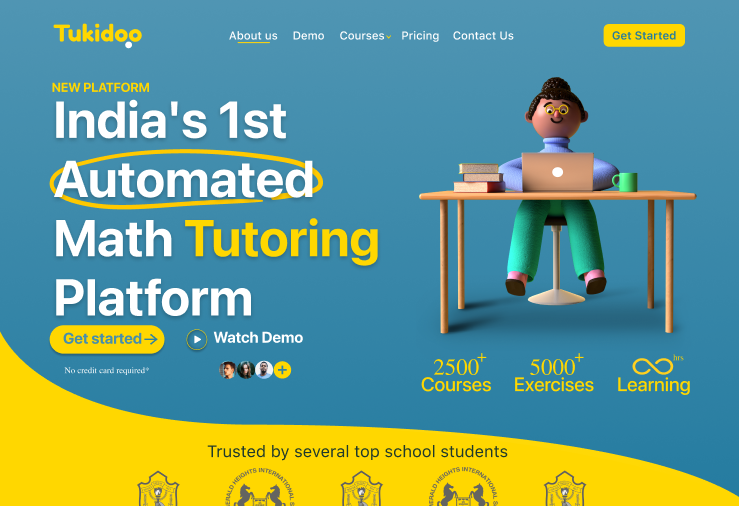 Tukidoo
About us Demo Courses Pricing Contact Us Get Started
NEW PLATFORM
India's 1st
Automated
Math Tutoring
Platform
Get started Watch Demo
No credit card required*
2500+ 5000+ ∞ hrs
Courses Exercises Learning
Trusted by several top school students
HEIGHTS INTERNATIONAL
ERALD HEIGHTS INTERNATIONAL S